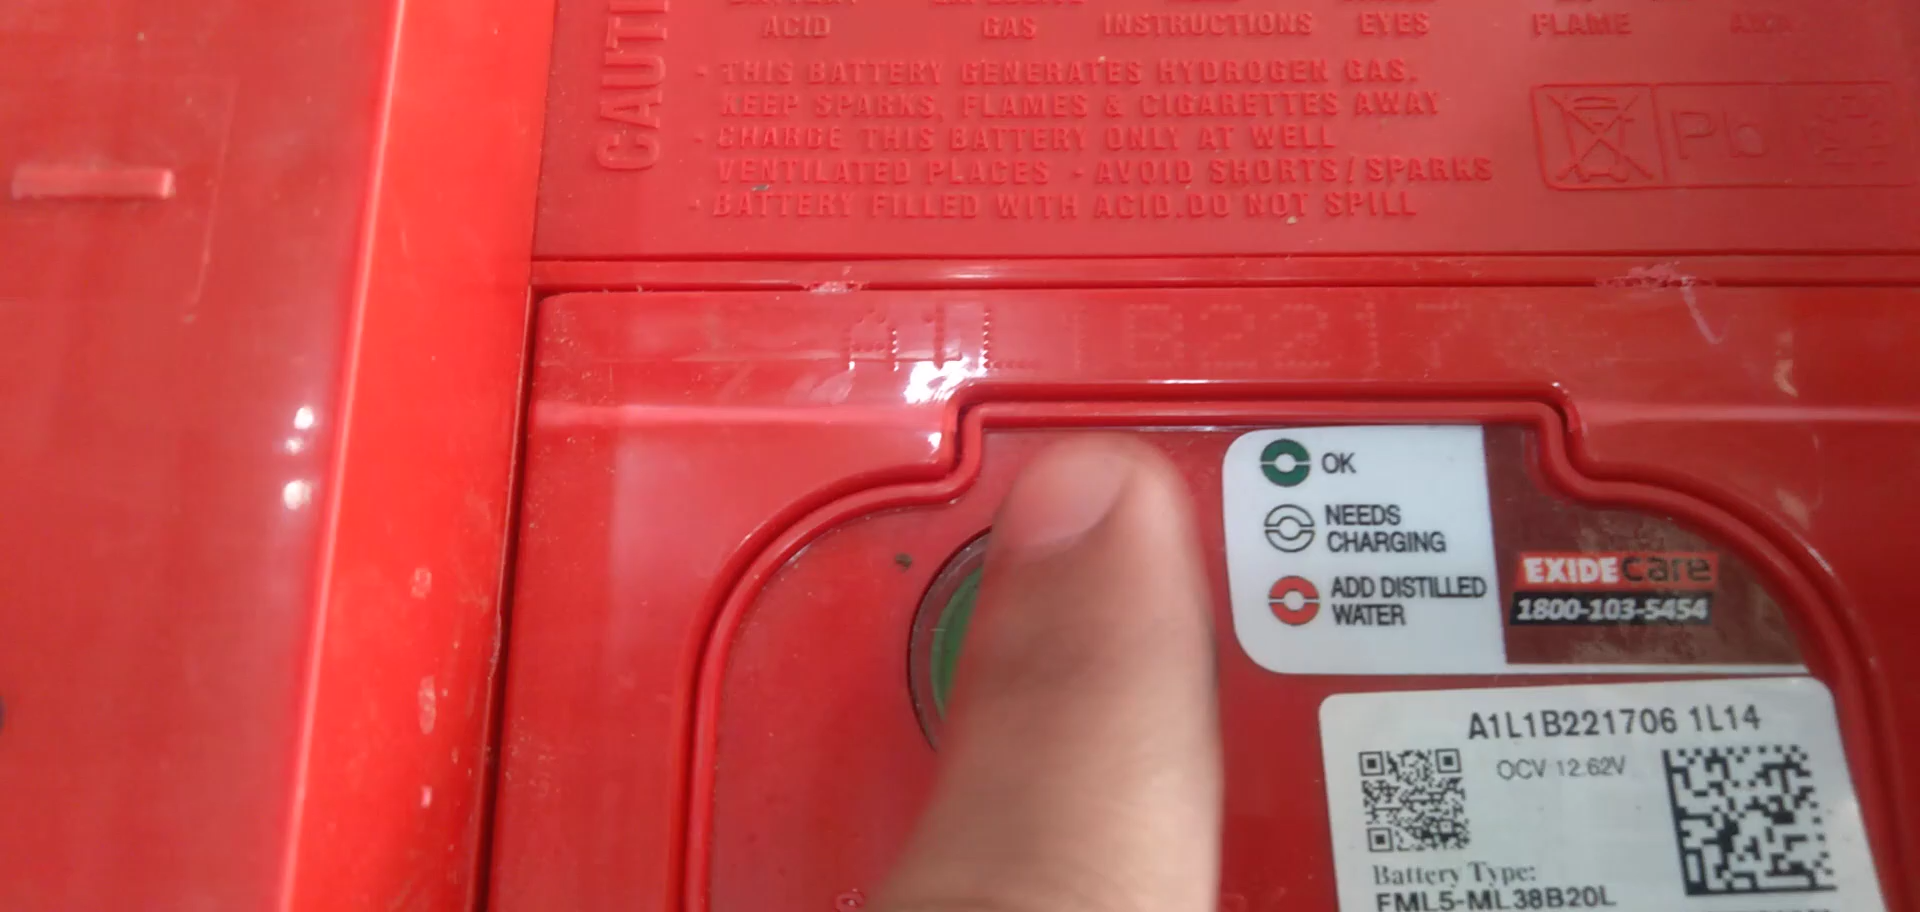 CAUTI
ACID GAS INSTRUCTIONS EYES FLAME
· THIS BATTERY GENERATES HYDROGEN GAS.
KEEP SPARKS, FLAMES & CIGARETTES AWAY
· CHARGE THIS BATTERY ONLY AT WELL
VENTILATED PLACES · AVOID SHORTS / SPARKS
· BATTERY FILLED WITH ACID.DO NOT SPILL
Pb
A1L1B2217
OK
NEEDS
CHARGING
ADD DISTILLED
WATER
EXIDE care
1800-103-5454
A1L1B221706 1L14
OCV 12.62V
Battery Type:
FML5-ML38B20L